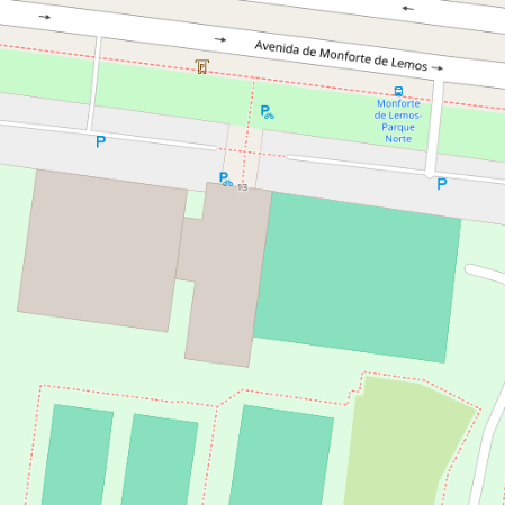 Avenida de Monforte de Lemos
Monforte
de Lemos-
Parque
Norte
P
P
P
13
P